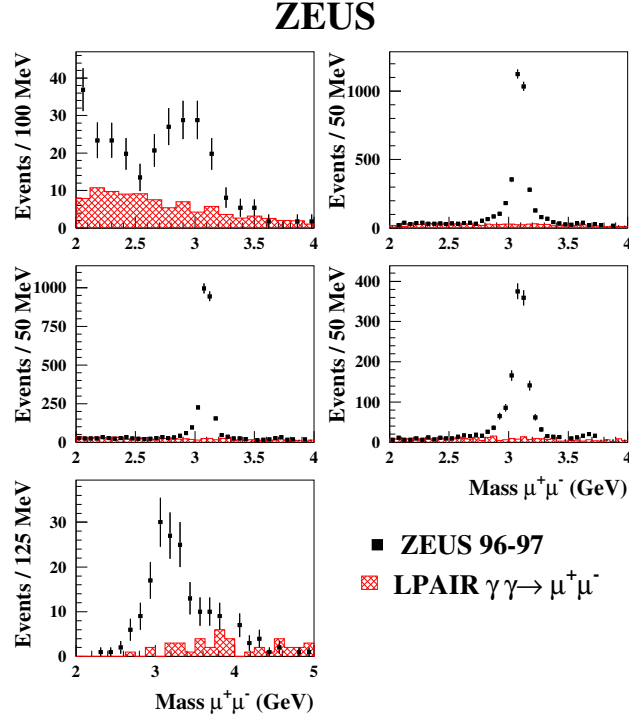 ZEUS
Events / 100 MeV
40
30
20
10
0
2 2.5 3 3.5 4
Events / 50 MeV
1000
500
0
2 2.5 3 3.5 4
Events / 50 MeV
1000
750
500
250
0
2 2.5 3 3.5 4
Events / 50 MeV
400
300
200
100
0
2 2.5 3 3.5 4
Mass μ⁺μ⁻ (GeV)
Events / 125 MeV
30
20
10
0
2 3 4 5
Mass μ⁺μ⁻ (GeV)
ZEUS 96-97
LPAIR γ γ→ μ⁺μ⁻